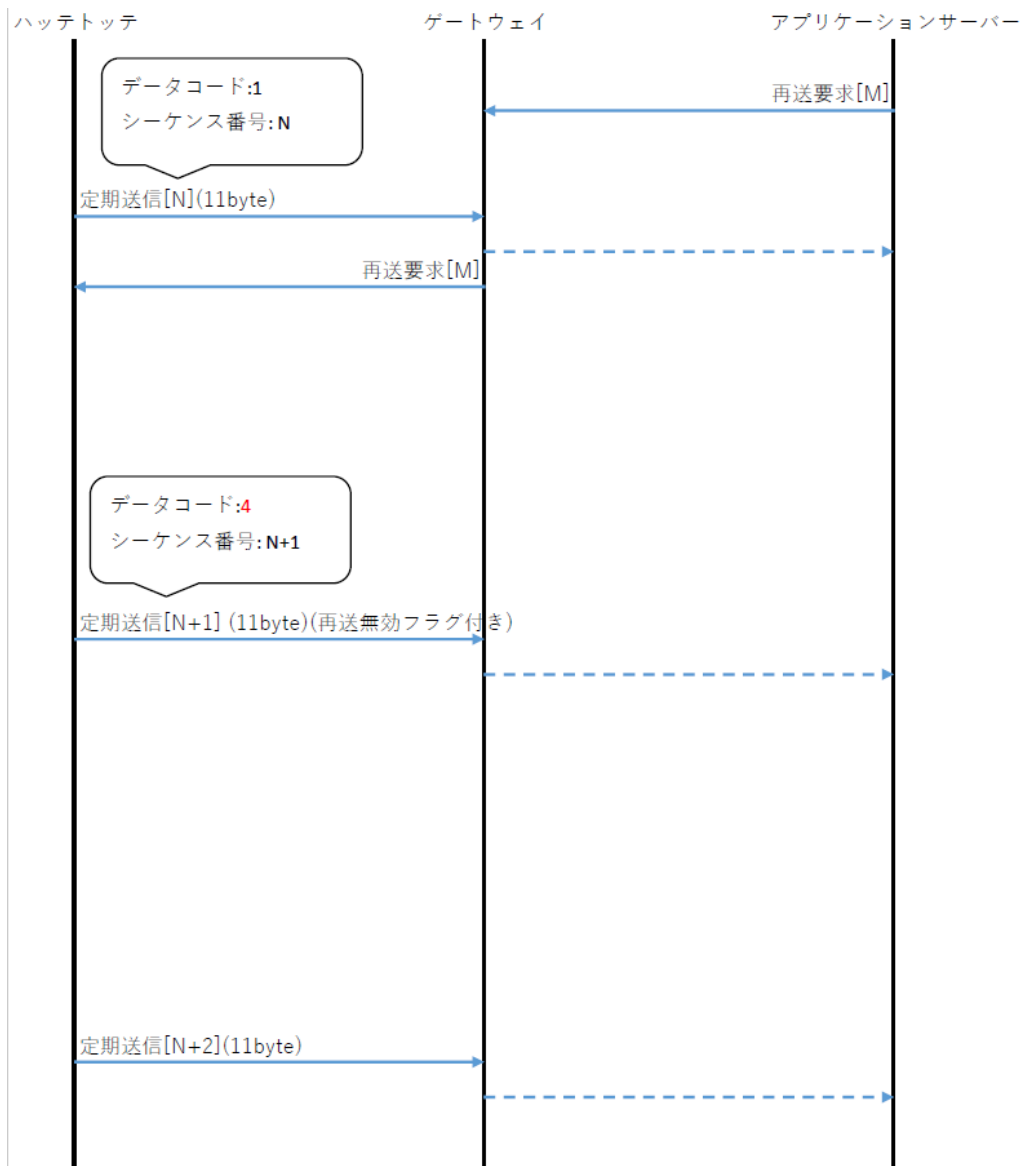 ハッテトッテ
ゲートウェイ
アプリケーションサーバー
データコード:1
シーケンス番号: N
再送要求[M]
定期送信[N](11byte)
再送要求[M]
データコード:4
シーケンス番号: N+1
定期送信[N+1] (11byte)(再送無効フラグ付き)
定期送信[N+2](11byte)